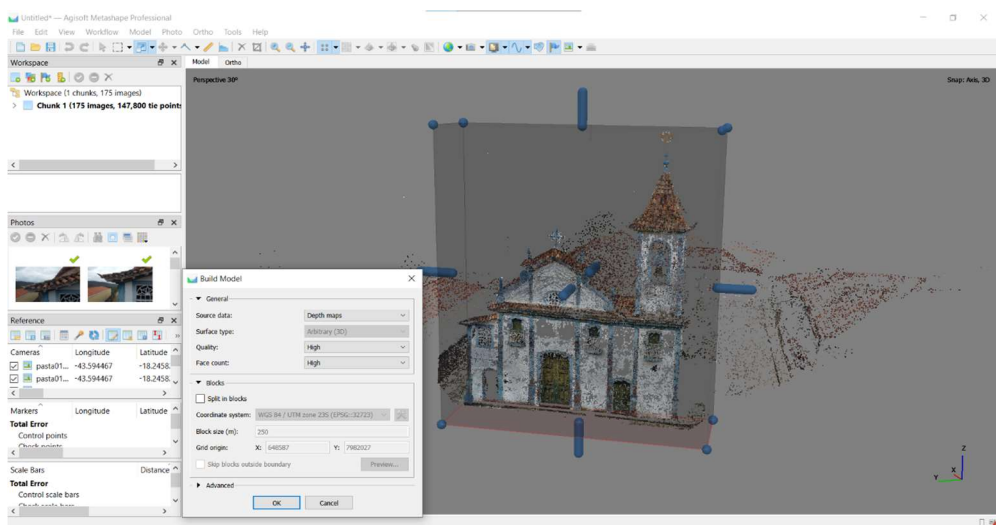 Untitled* — Agisoft Metashape Professional
File Edit View Workflow Model Photo Ortho Tools Help
Workspace
Model Ortho
Perspective 30°
Snap: Axis, 3D
Workspace (1 chunks, 175 images)
Chunk 1 (175 images, 147,800 tie points
Photos
Reference
Cameras Longitude Latitude
pasta01... -43.594467 -18.2458.
pasta01... -43.594467 -18.2458.
Markers Longitude Latitude
Total Error
Control points
Check points
Scale Bars Distance
Total Error
Control scale bars
Check scale bars
Build Model
General
Source data: Depth maps
Surface type: Arbitrary (3D)
Quality: High
Face count: High
Blocks
Split in blocks
Coordinate system: WGS 84 / UTM zone 23S (EPSG::32723)
Block size (m): 250
Grid origin: X: 648587 Y: 7982027
Skip blocks outside boundary Preview...
Advanced
OK Cancel
Z
X
Y